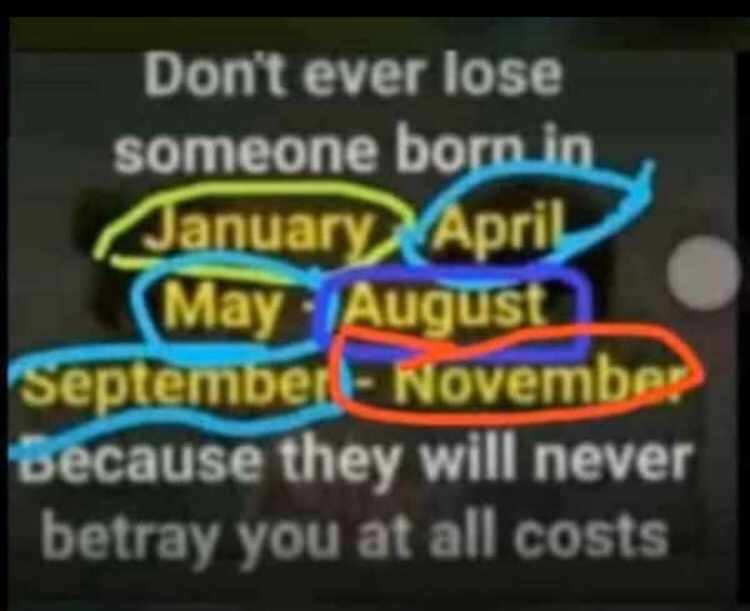 Don't ever lose
someone born in
January - April
May - August
September - November
Because they will never
betray you at all costs